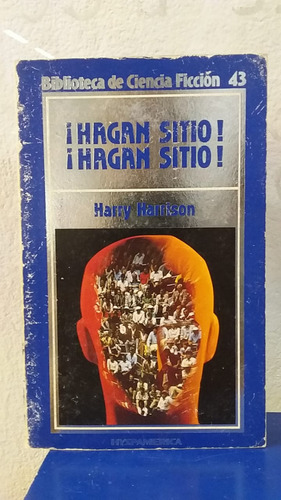 Biblioteca de Ciencia Ficción 43
¡HAGAN SITIO!
¡HAGAN SITIO!
Harry Harrison
HYSPAMERICA